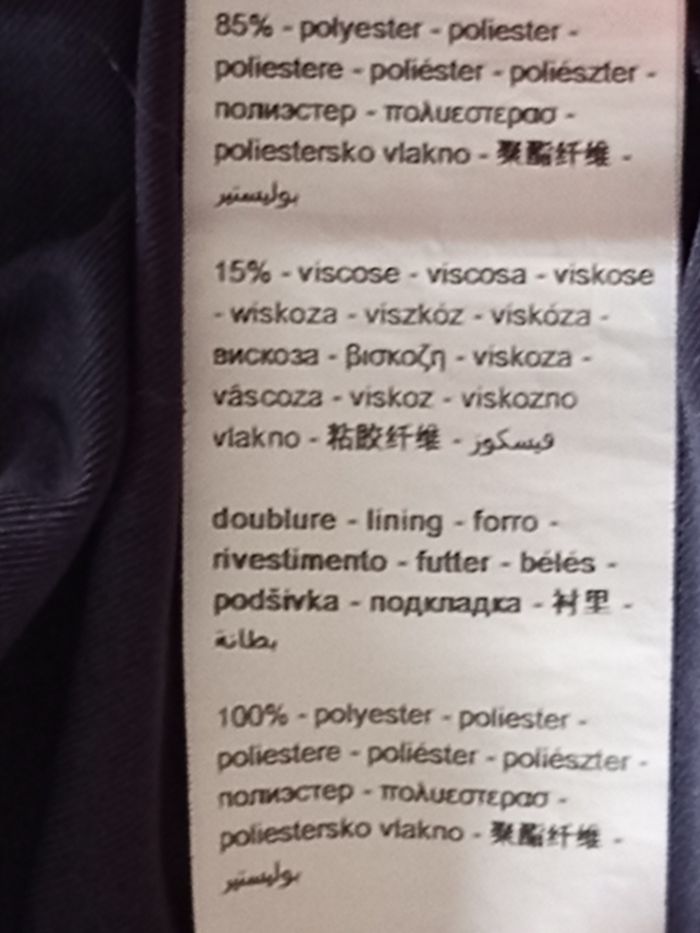 85% - polyester - poliester -
poliestere - poliéster - poliészter -
полиэстер - πολυεστερασ -
poliestersko vlakno - 聚酯纤维 -
بوليستير
15% - viscose - viscosa - viskose
- wiskoza - viszkóz - viskóza -
вискоза - βισκοζη - viskoza -
vâscoza - viskoz - viskozno
vlakno - 粘胶纤维 - فيسكوز
doublure - lining - forro -
rivestimento - futter - bélés -
podšívka - подкладка - 衬里 -
بطانة
100% - polyester - poliester -
poliestere - poliéster - poliészter -
полиэстер - πολυεστερασ -
poliestersko vlakno - 聚酯纤维 -
بوليستير